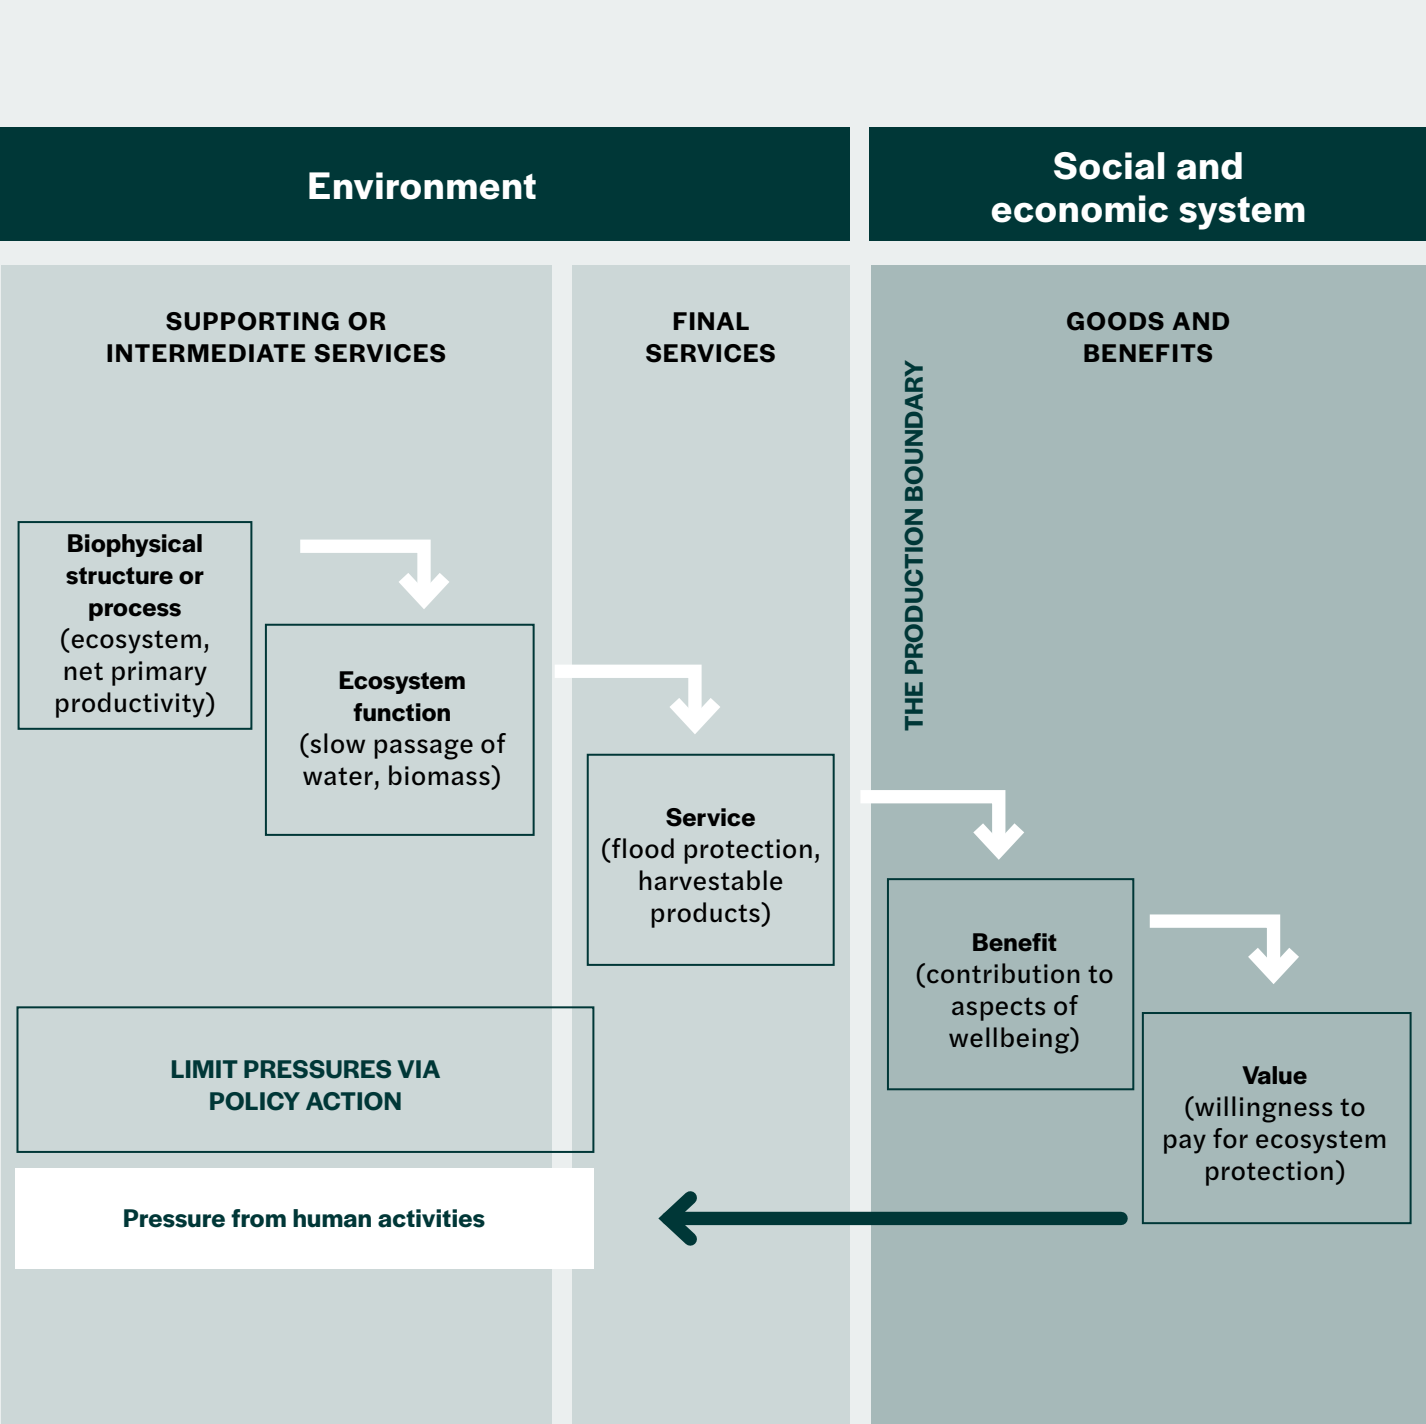 Environment
Social and
economic system
SUPPORTING OR
INTERMEDIATE SERVICES
FINAL
SERVICES
GOODS AND
BENEFITS
THE PRODUCTION BOUNDARY
Biophysical
structure or
process
(ecosystem,
net primary
productivity)
Ecosystem
function
(slow passage of
water, biomass)
Service
(flood protection,
harvestable
products)
Benefit
(contribution to
aspects of
wellbeing)
Value
(willingness to
pay for ecosystem
protection)
LIMIT PRESSURES VIA
POLICY ACTION
Pressure from human activities